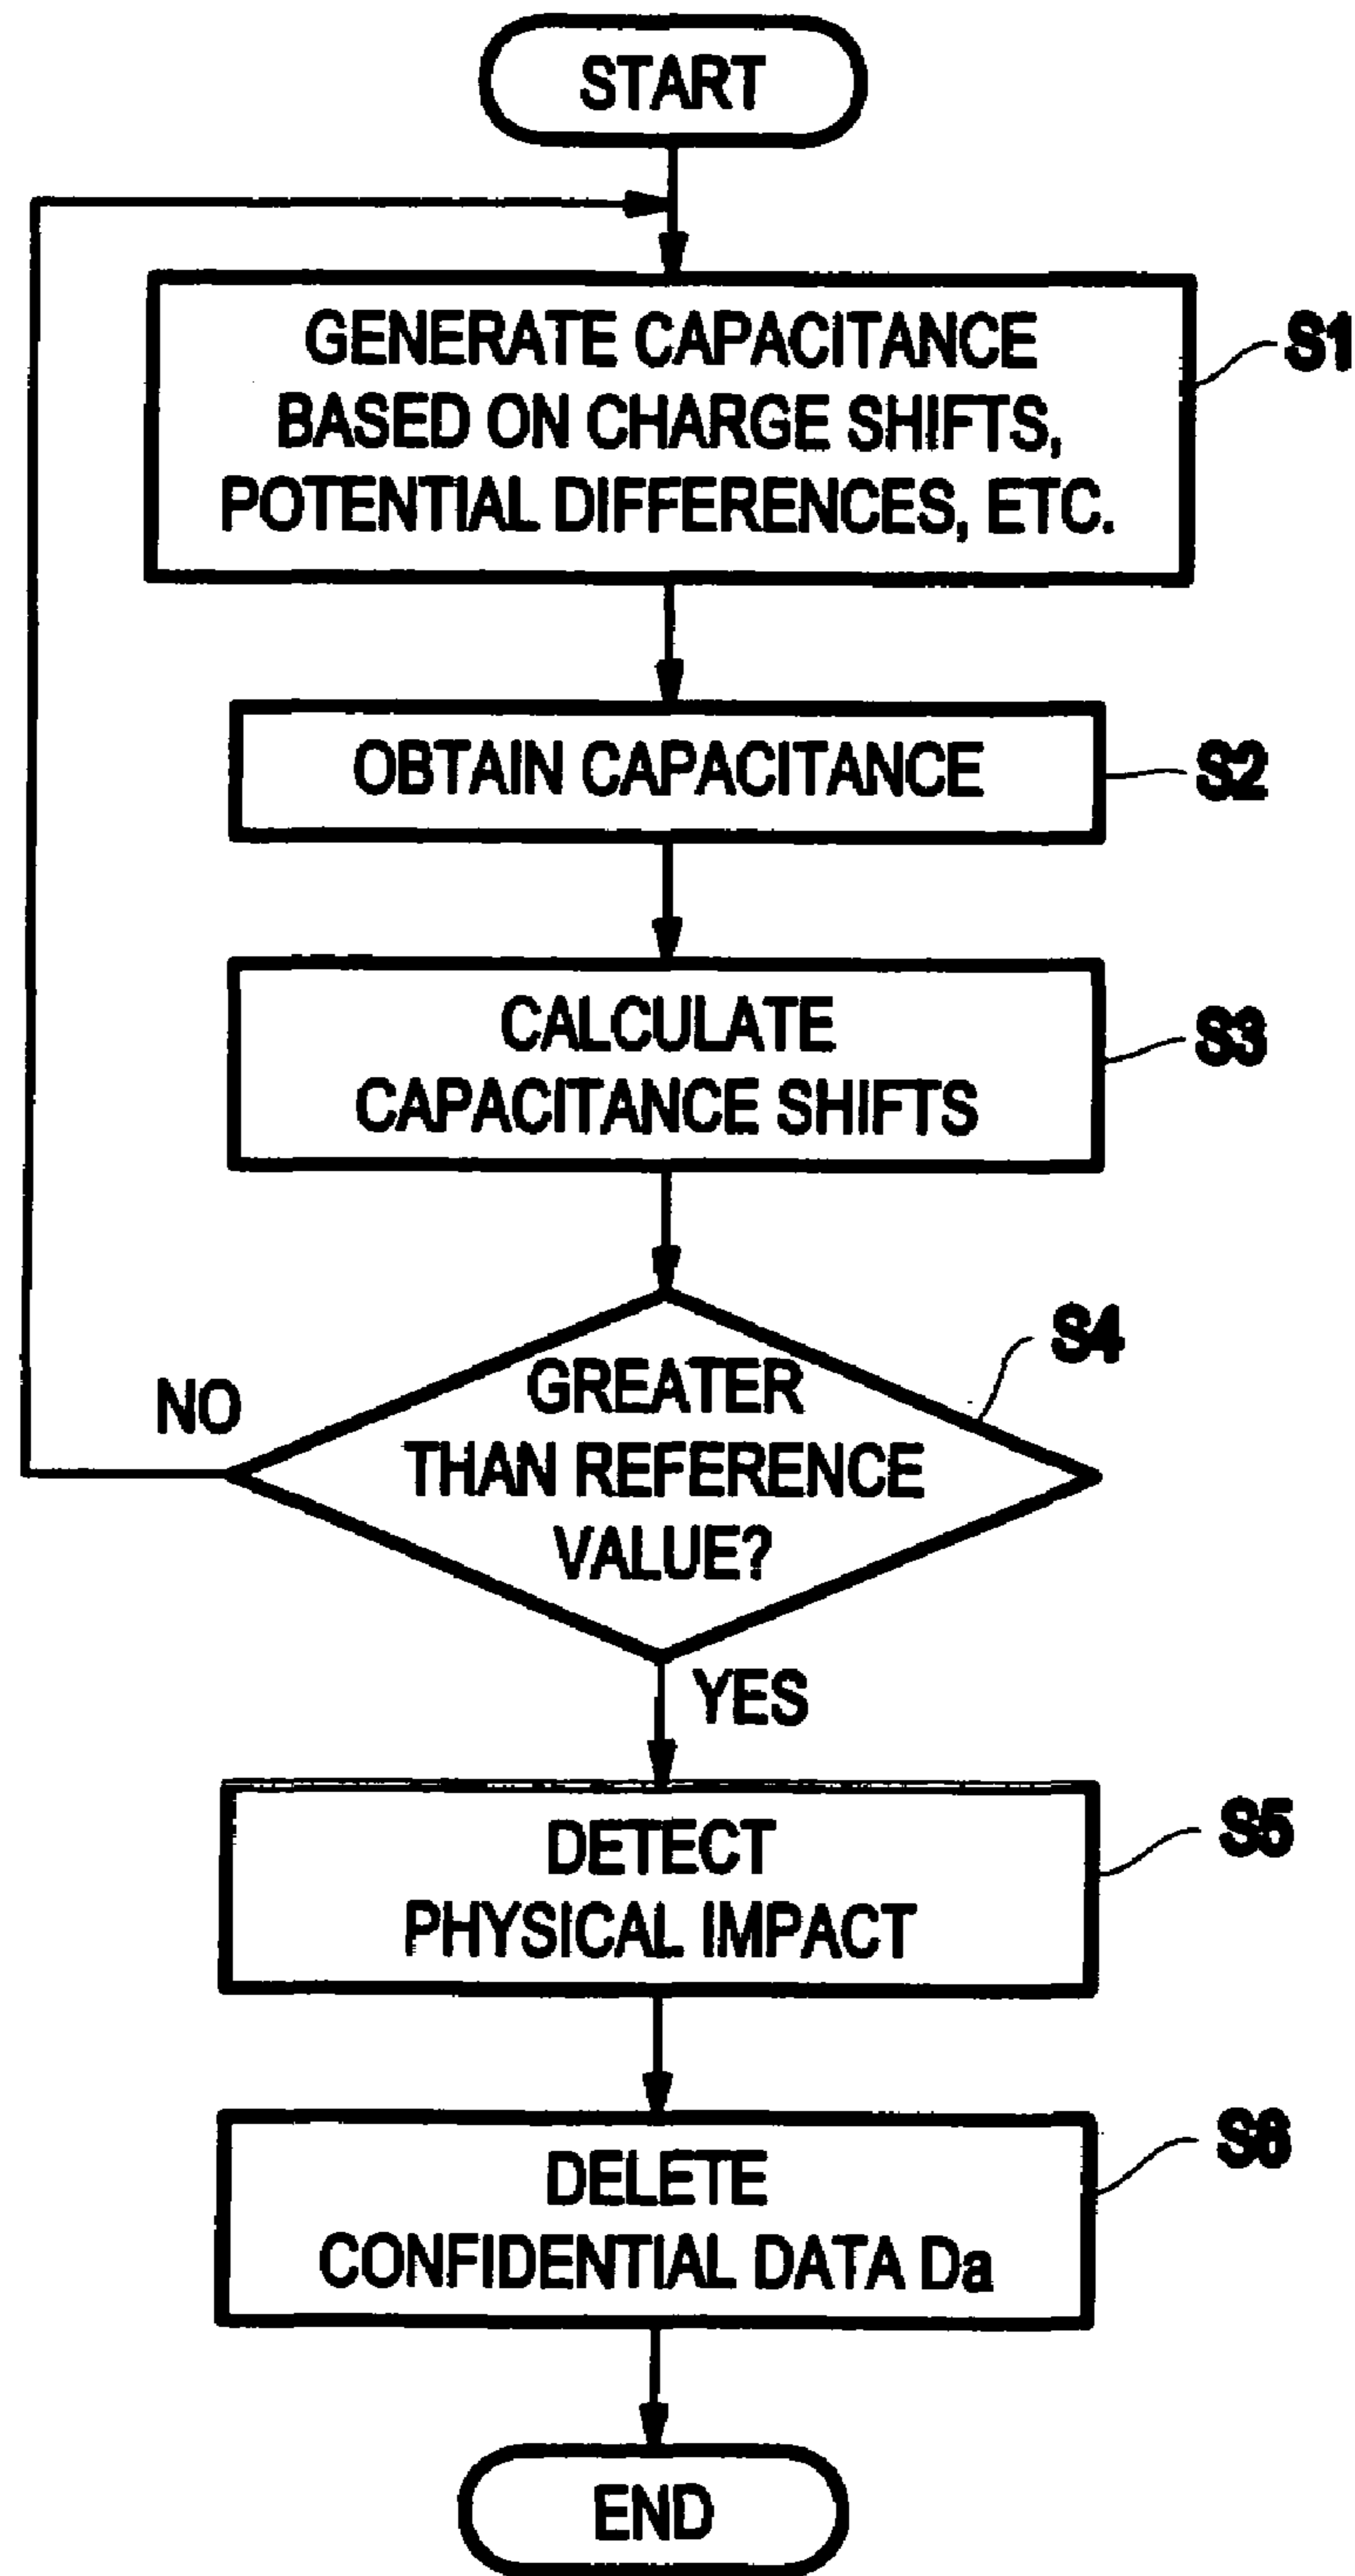 START
GENERATE CAPACITANCE
BASED ON CHARGE SHIFTS,
POTENTIAL DIFFERENCES, ETC.
S1
OBTAIN CAPACITANCE
S2
CALCULATE
CAPACITANCE SHIFTS
S3
GREATER
THAN REFERENCE
VALUE?
S4
NO
YES
DETECT
PHYSICAL IMPACT
S5
DELETE
CONFIDENTIAL DATA Da
S6
END